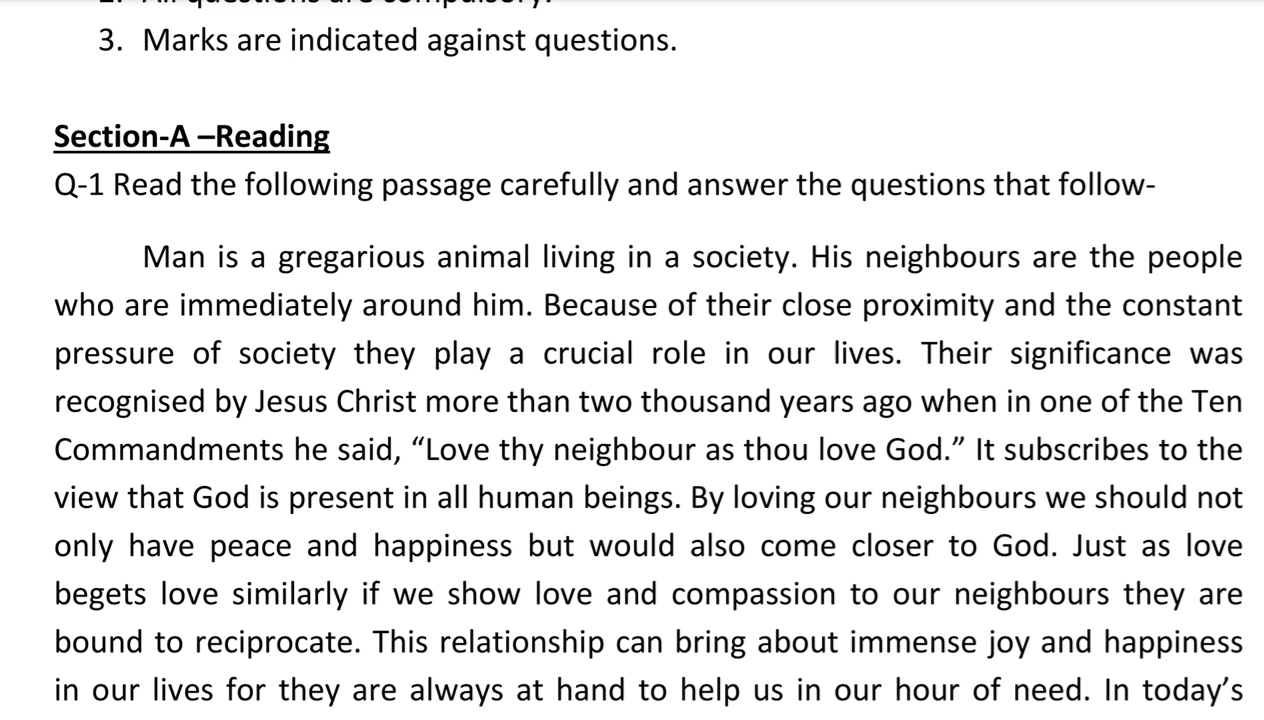 3. Marks are indicated against questions.
Section-A –Reading
Q-1 Read the following passage carefully and answer the questions that follow-
Man is a gregarious animal living in a society. His neighbours are the people
who are immediately around him. Because of their close proximity and the constant
pressure of society they play a crucial role in our lives. Their significance was
recognised by Jesus Christ more than two thousand years ago when in one of the Ten
Commandments he said, “Love thy neighbour as thou love God.” It subscribes to the
view that God is present in all human beings. By loving our neighbours we should not
only have peace and happiness but would also come closer to God. Just as love
begets love similarly if we show love and compassion to our neighbours they are
bound to reciprocate. This relationship can bring about immense joy and happiness
in our lives for they are always at hand to help us in our hour of need. In today’s